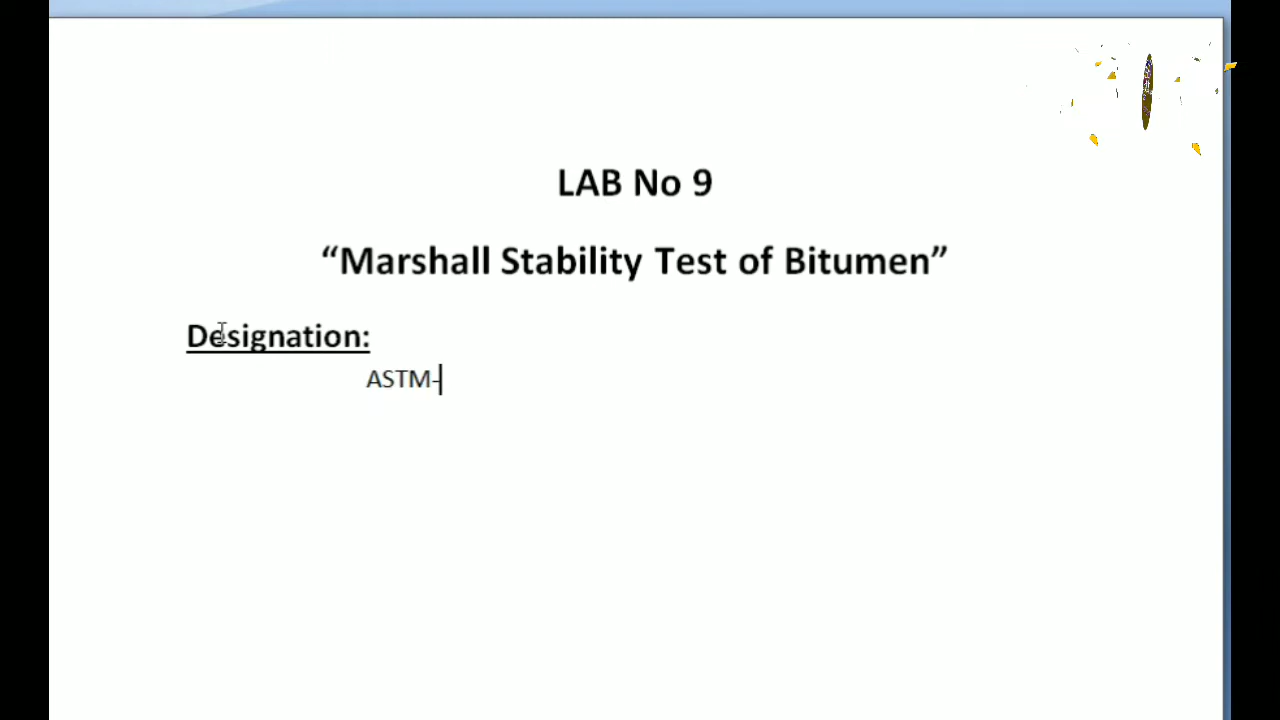 LAB No 9
“Marshall Stability Test of Bitumen”
Designation:
ASTM-